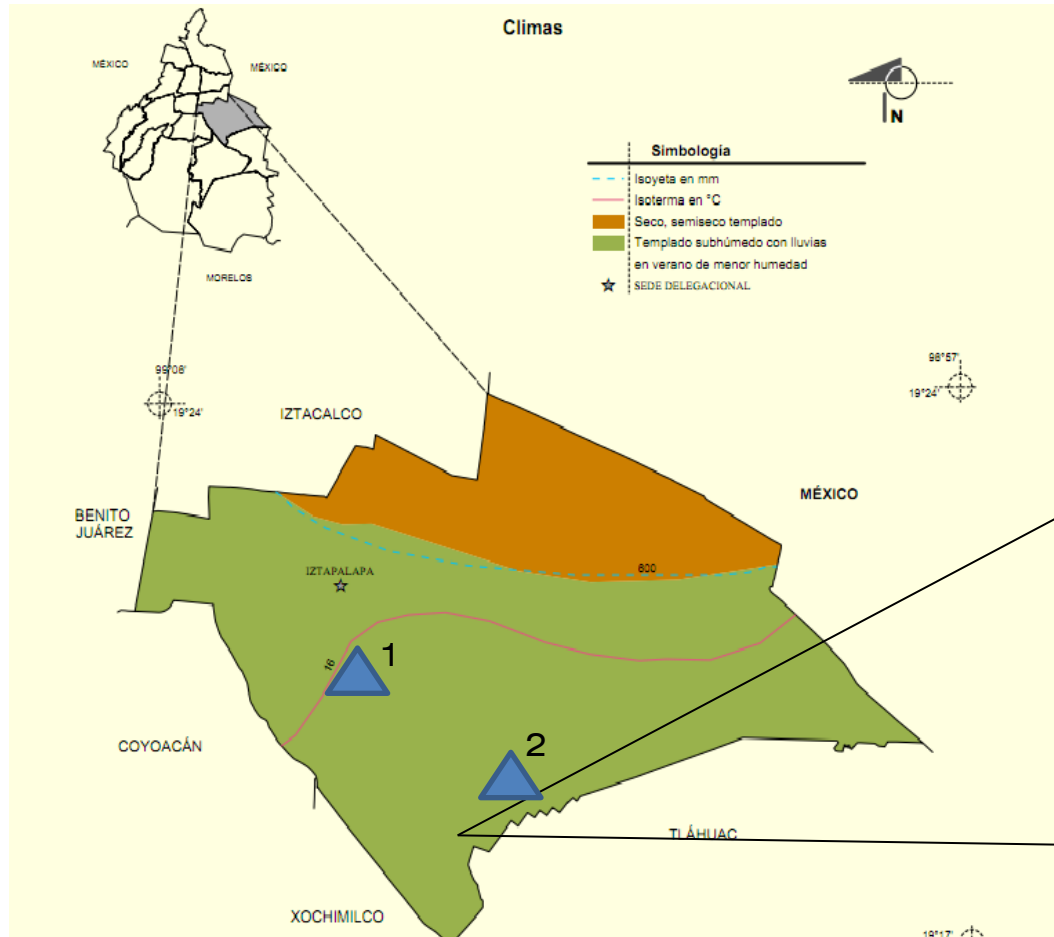 Climas
MÉXICO
MÉXICO
N
MORELOS
Simbología
Isoyeta en mm
Isoterma en °C
Seco, semiseco templado
Templado subhúmedo con lluvias
en verano de menor humedad
SEDE DELEGACIONAL
99°08'
19°24'
98°57'
19°24'
IZTACALCO
MÉXICO
BENITO
JUÁREZ
IZTAPALAPA
600
16
1
COYOACÁN
2
TLÁHUAC
XOCHIMILCO
19°17'